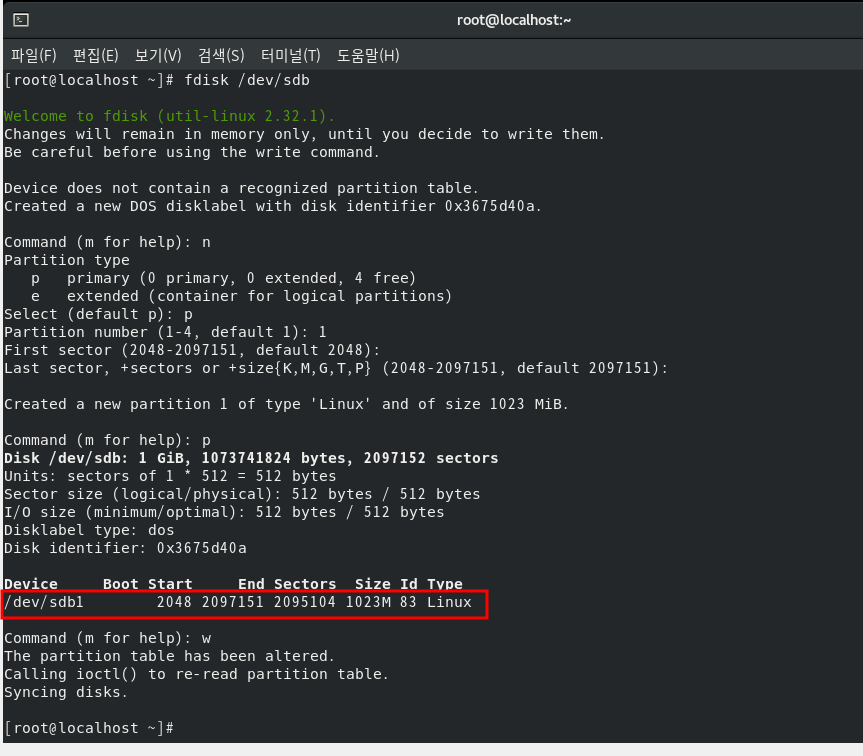 root@localhost:~
파일(F) 편집(E) 보기(V) 검색(S) 터미널(T) 도움말(H)
[root@localhost ~]# fdisk /dev/sdb
Welcome to fdisk (util-linux 2.32.1).
Changes will remain in memory only, until you decide to write them.
Be careful before using the write command.
Device does not contain a recognized partition table.
Created a new DOS disklabel with disk identifier 0x3675d40a.
Command (m for help): n
Partition type
p primary (0 primary, 0 extended, 4 free)
e extended (container for logical partitions)
Select (default p): p
Partition number (1-4, default 1): 1
First sector (2048-2097151, default 2048):
Last sector, +sectors or +size{K,M,G,T,P} (2048-2097151, default 2097151):
Created a new partition 1 of type 'Linux' and of size 1023 MiB.
Command (m for help): p
Disk /dev/sdb: 1 GiB, 1073741824 bytes, 2097152 sectors
Units: sectors of 1 * 512 = 512 bytes
Sector size (logical/physical): 512 bytes / 512 bytes
I/O size (minimum/optimal): 512 bytes / 512 bytes
Disklabel type: dos
Disk identifier: 0x3675d40a
Device Boot Start End Sectors Size Id Type
/dev/sdb1 2048 2097151 2095104 1023M 83 Linux
Command (m for help): w
The partition table has been altered.
Calling ioctl() to re-read partition table.
Syncing disks.
[root@localhost ~]#